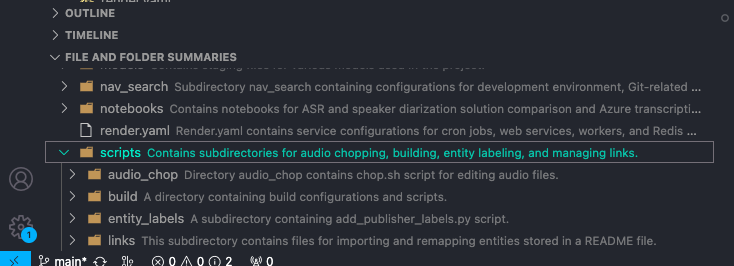 OUTLINE
TIMELINE
FILE AND FOLDER SUMMARIES
nav_search Subdirectory nav_search containing configurations for development environment, Git-related ...
notebooks Contains notebooks for ASR and speaker diarization solution comparison and Azure transcripti...
render.yaml Render.yaml contains service configurations for cron jobs, web services, workers, and Redis ...
scripts Contains subdirectories for audio chopping, building, entity labeling, and managing links.
audio_chop Directory audio_chop contains chop.sh script for editing audio files.
build A directory containing build configurations and scripts.
entity_labels A subdirectory containing add_publisher_labels.py script.
links This subdirectory contains files for importing and remapping entities stored in a README file.
1
main* 0 0 2 0